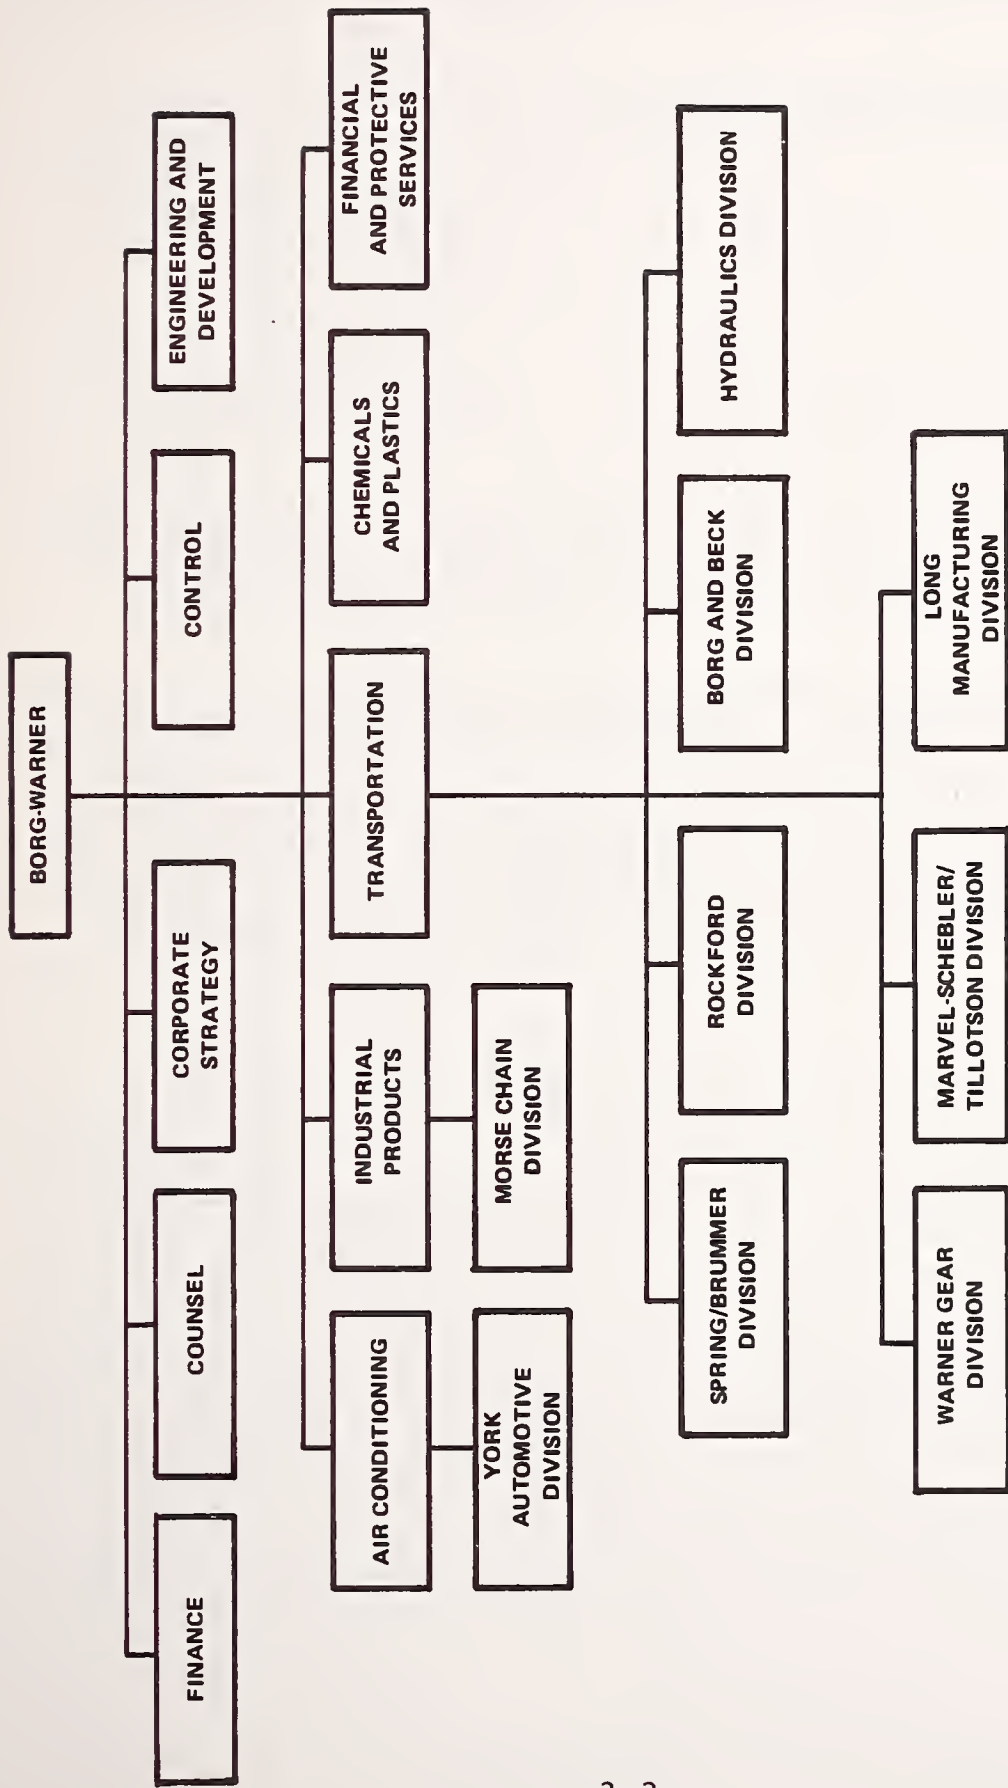 BORG-WARNER
FINANCE
COUNSEL
CORPORATE
STRATEGY
CONTROL
ENGINEERING AND
DEVELOPMENT
AIR CONDITIONING
INDUSTRIAL
PRODUCTS
TRANSPORTATION
CHEMICALS
AND PLASTICS
FINANCIAL
AND PROTECTIVE
SERVICES
YORK
AUTOMOTIVE
DIVISION
MORSE CHAIN
DIVISION
SPRING/BRUMMER
DIVISION
ROCKFORD
DIVISION
BORG AND BECK
DIVISION
HYDRAULICS DIVISION
WARNER GEAR
DIVISION
MARVEL-SCHEBLER/
TILLOTSON DIVISION
LONG
MANUFACTURING
DIVISION